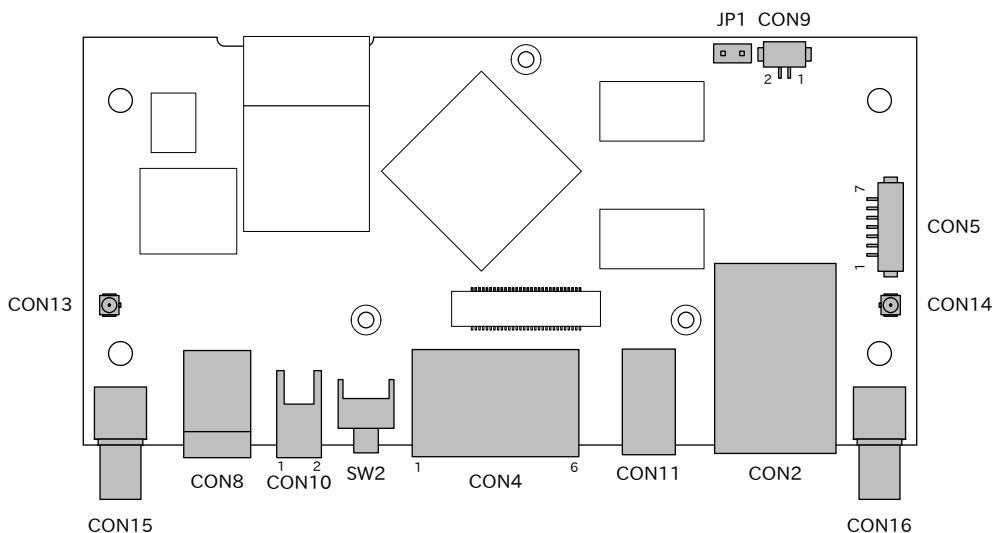 JP1 CON9
2 1
7
CON5
1
CON13
CON14
1 2
1 6
CON8
CON10
SW2
CON4
CON11
CON2
CON15
CON16